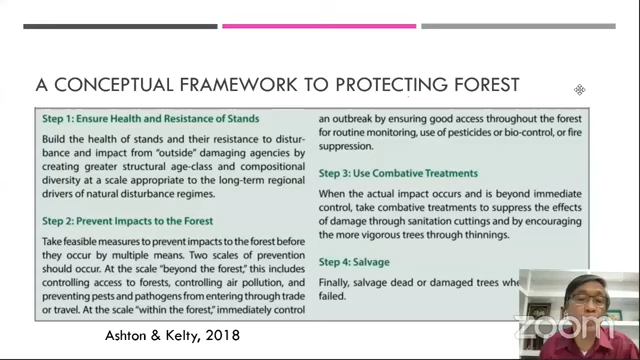 A CONCEPTUAL FRAMEWORK TO PROTECTING FOREST
Step 1: Ensure Health and Resistance of Stands
Build the health of stands and their resistance to distur-
bance and impact from "outside" damaging agencies by
creating greater structural age-class and compositional
diversity at a scale appropriate to the long-term regional
drivers of natural disturbance regimes.
Step 2: Prevent Impacts to the Forest
Take feasible measures to prevent impacts to the forest before
they occur by multiple means. Two scales of prevention
should occur. At the scale "beyond the forest," this includes
controlling access to forests, controlling air pollution, and
preventing pests and pathogens from entering through trade
or travel. At the scale "within the forest," immediately control
an outbreak by ensuring good access throughout the forest
for routine monitoring, use of pesticides or bio-control, or fire
suppression.
Step 3: Use Combative Treatments
When the actual impact occurs and is beyond immediate
control, take combative treatments to suppress the effects
of damage through sanitation cuttings and by encouraging
the more vigorous trees through thinnings.
Step 4: Salvage
Finally, salvage dead or damaged trees
failed.
Ashton & Kelty, 2018
zoom